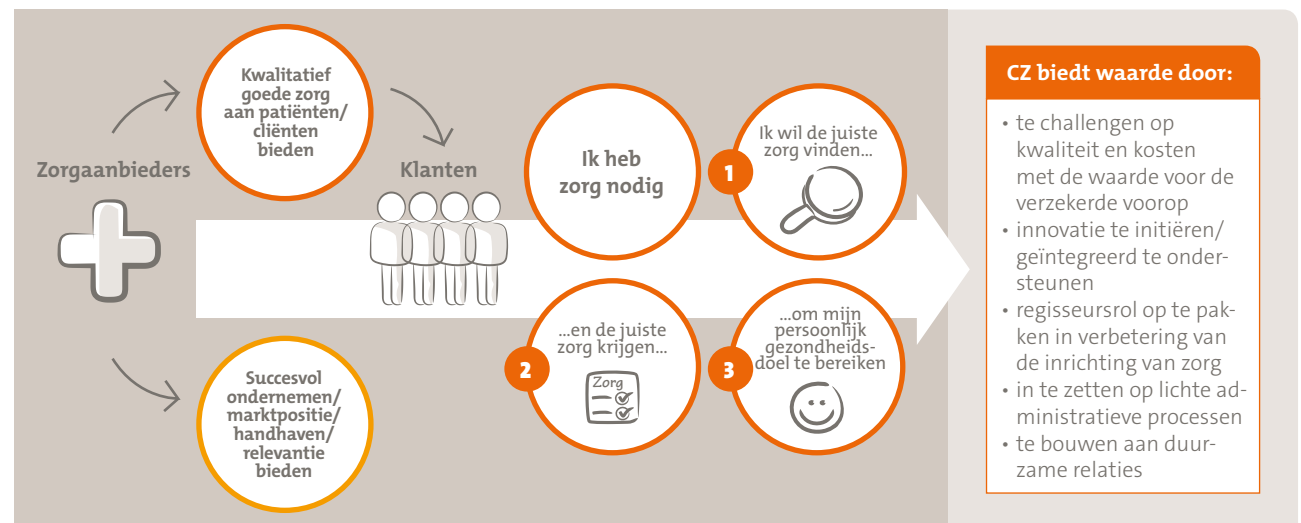 Zorgaanbieders
Kwalitatief
goede zorg
aan patiënten/
cliënten
bieden
Succesvol
ondernemen/
marktpositie/
handhaven/
relevantie
bieden
Klanten
Ik heb
zorg nodig
1
Ik wil de juiste
zorg vinden...
2
...en de juiste
zorg krijgen...
Zorg
3
...om mijn
persoonlijk
gezondheids-
doel te bereiken
CZ biedt waarde door:
• te challengen op
kwaliteit en kosten
met de waarde voor de
verzekerde voorop
• innovatie te initiëren/
geïntegreerd te onder-
steunen
• regisseursrol op te pak-
ken in verbetering van
de inrichting van zorg
• in te zetten op lichte ad-
ministratieve processen
• te bouwen aan duur-
zame relaties